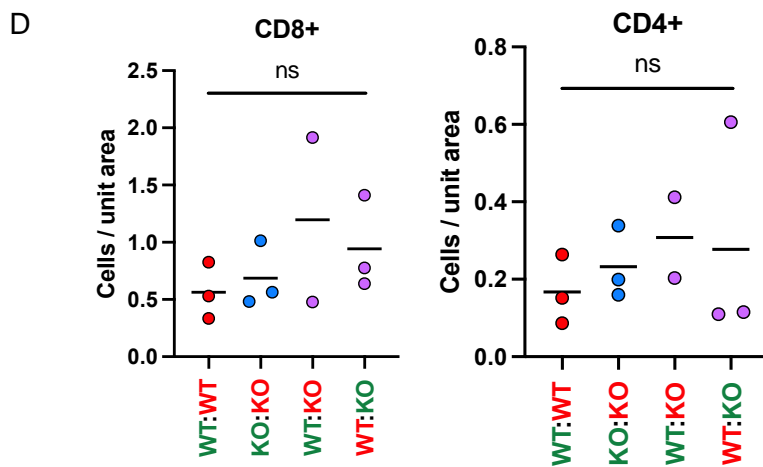 D
CD8+
ns
Cells / unit area
2.5
2.0
1.5
1.0
0.5
0.0
WT:WT
KO:KO
WT:KO
WT:KO
CD4+
ns
Cells / unit area
0.8
0.6
0.4
0.2
0.0
WT:WT
KO:KO
WT:KO
WT:KO